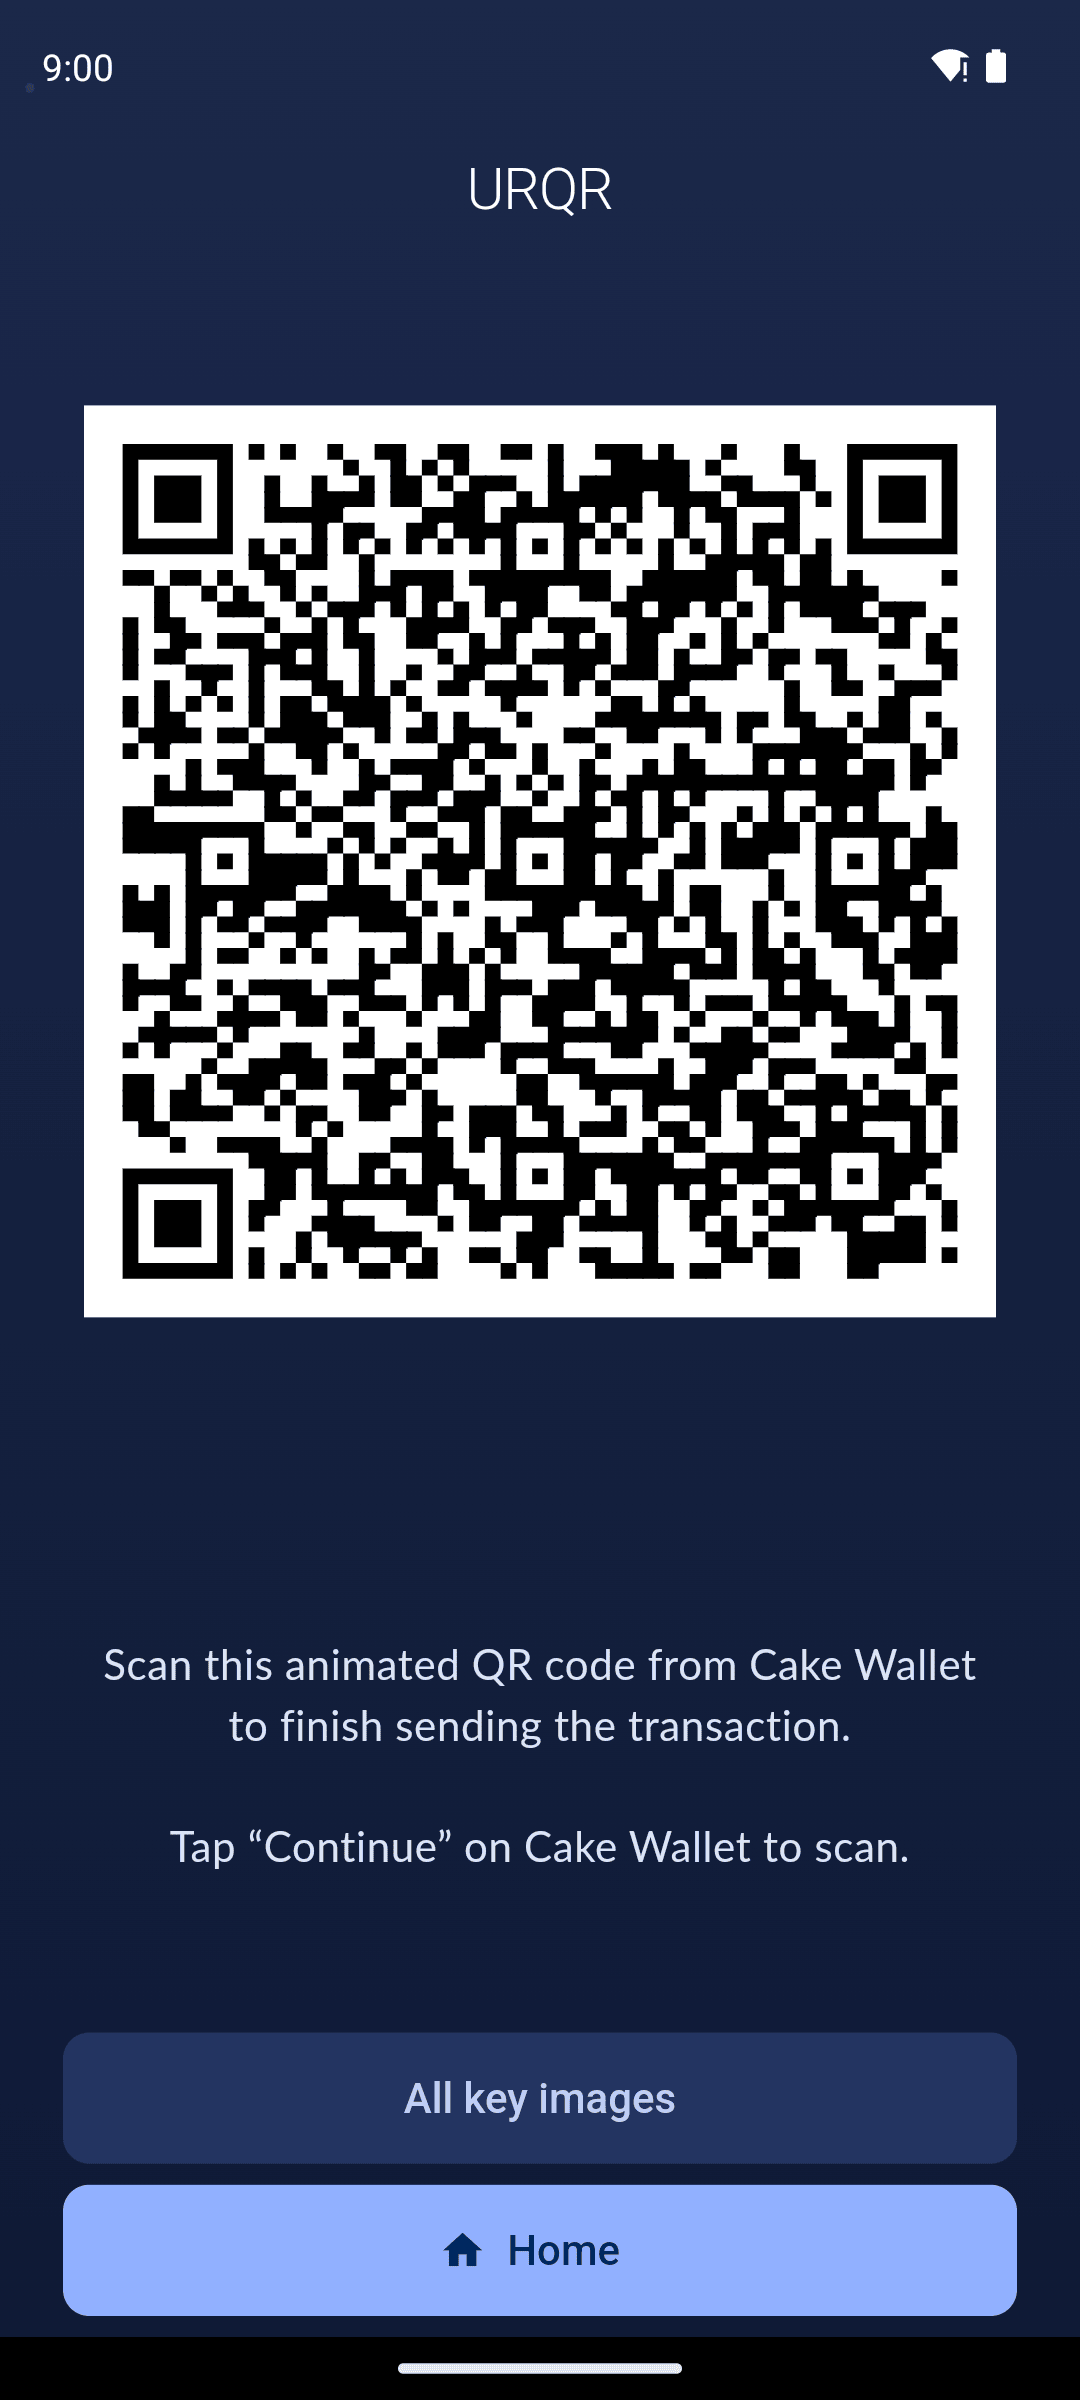 9:00
URQR
Scan this animated QR code from Cake Wallet
to finish sending the transaction.
Tap “Continue” on Cake Wallet to scan.
All key images
Home